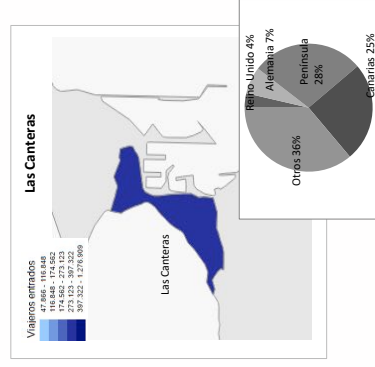 Las Canteras
Viajeros entrados
47.866 - 116.848
116.848 - 174.562
174.562 - 273.123
273.123 - 397.322
397.322 - 1.276.909
Las Canteras
Reino Unido 4%
Alemania 7%
Península
28%
Canarias 25%
Otros 36%